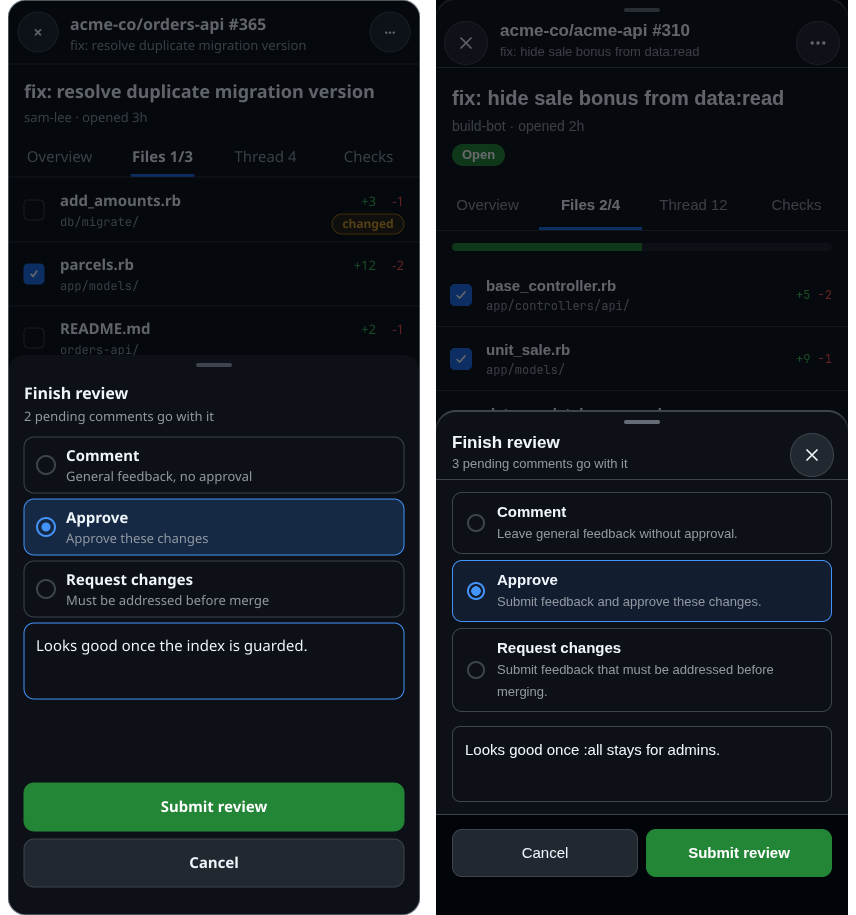 acme-co/orders-api #365
fix: resolve duplicate migration version
fix: resolve duplicate migration version
sam-lee · opened 3h
Overview Files 1/3 Thread 4 Checks
add_amounts.rb +3 -1
db/migrate/ changed
parcels.rb +12 -2
app/models/
README.md +2 -1
orders-api/
Finish review
2 pending comments go with it
Comment
General feedback, no approval
Approve
Approve these changes
Request changes
Must be addressed before merge
Looks good once the index is guarded.
Submit review
Cancel
acme-co/acme-api #310
fix: hide sale bonus from data:read
fix: hide sale bonus from data:read
build-bot · opened 2h
Open
Overview Files 2/4 Thread 12 Checks
base_controller.rb +5 -2
app/controllers/api/
unit_sale.rb +9 -1
app/models/
Finish review
3 pending comments go with it
Comment
Leave general feedback without approval.
Approve
Submit feedback and approve these changes.
Request changes
Submit feedback that must be addressed before
merging.
Looks good once :all stays for admins.
Cancel Submit review